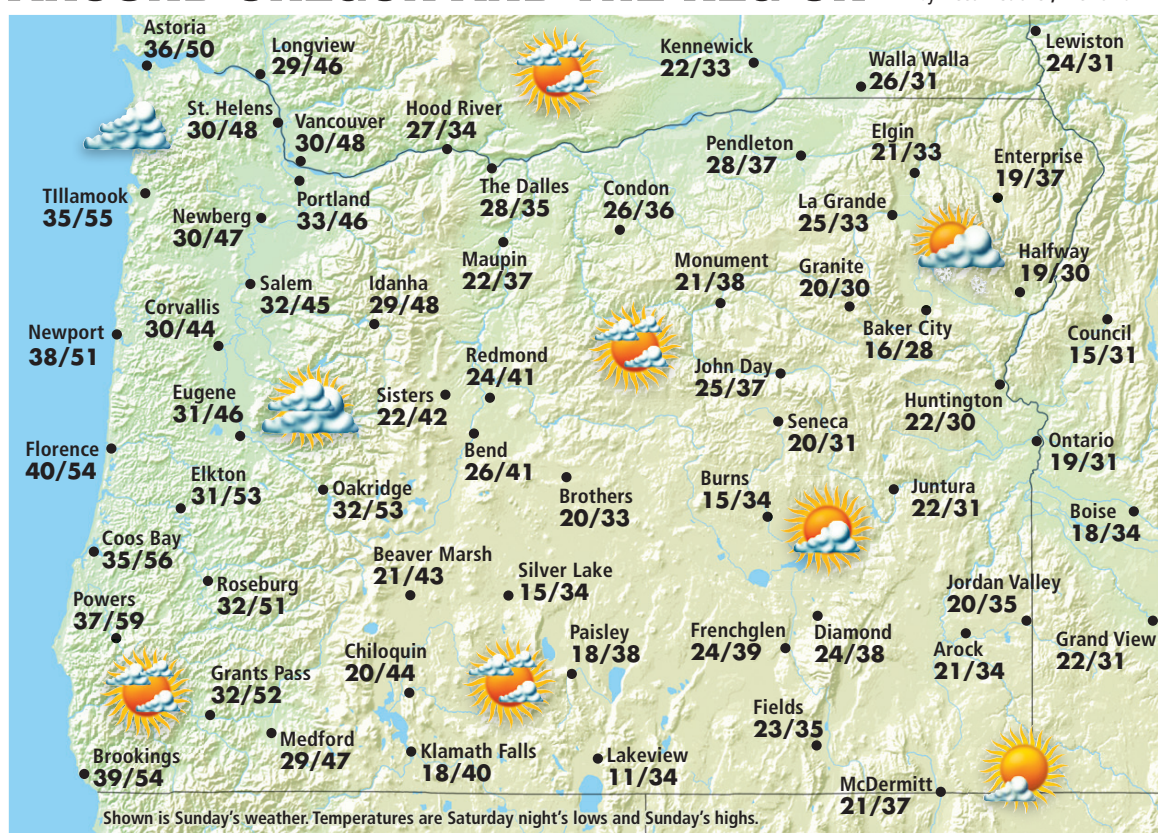 Astoria
36/50
Longview
29/46
Kennewick
22/33
Walla Walla
26/31
Lewiston
24/31
St. Helens
30/48
Vancouver
30/48
Hood River
27/34
Pendleton
28/37
Elgin
21/33
Enterprise
19/37
TIllamook
35/55
Newberg
30/47
Portland
33/46
The Dalles
28/35
Condon
26/36
La Grande
25/33
Maupin
22/37
Monument
21/38
Granite
20/30
Halfway
19/30
Salem
32/45
Idanha
29/48
Corvallis
30/44
Newport
38/51
Baker City
16/28
Council
15/31
Redmond
24/41
John Day
25/37
Eugene
31/46
Sisters
22/42
Huntington
22/30
Seneca
20/31
Florence
40/54
Bend
26/41
Ontario
19/31
Elkton
31/53
Oakridge
32/53
Brothers
20/33
Burns
15/34
Juntura
22/31
Boise
18/34
Coos Bay
35/56
Beaver Marsh
21/43
Silver Lake
15/34
Roseburg
32/51
Jordan Valley
20/35
Powers
37/59
Paisley
18/38
Frenchglen
24/39
Diamond
24/38
Arock
21/34
Grand View
22/31
Chiloquin
20/44
Grants Pass
32/52
Fields
23/35
Medford
29/47
Klamath Falls
18/40
Lakeview
11/34
Brookings
39/54
McDermitt
21/37
Shown is Sunday's weather. Temperatures are Saturday night's lows and Sunday's highs.